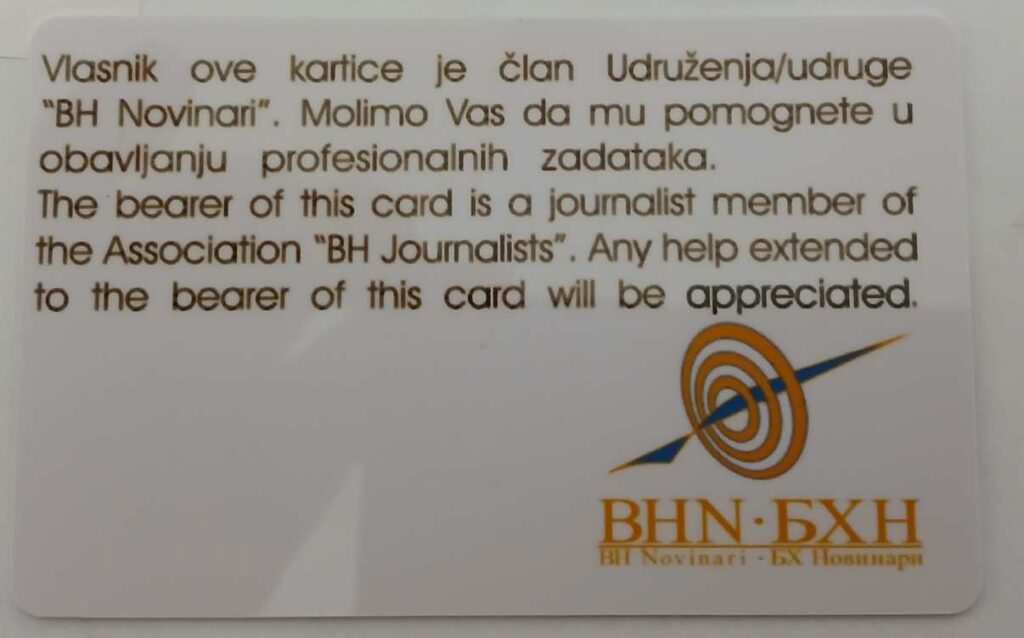 Vlasnik ove kartice je član Udruženja/udruge
"BH Novinari". Molimo Vas da mu pomognete u
obavljanju profesionalnih zadataka.
The bearer of this card is a journalist member of
the Association "BH Journalists". Any help extended
to the bearer of this card will be appreciated.
BHN·БХН
BH Novinari · БХ Новинари